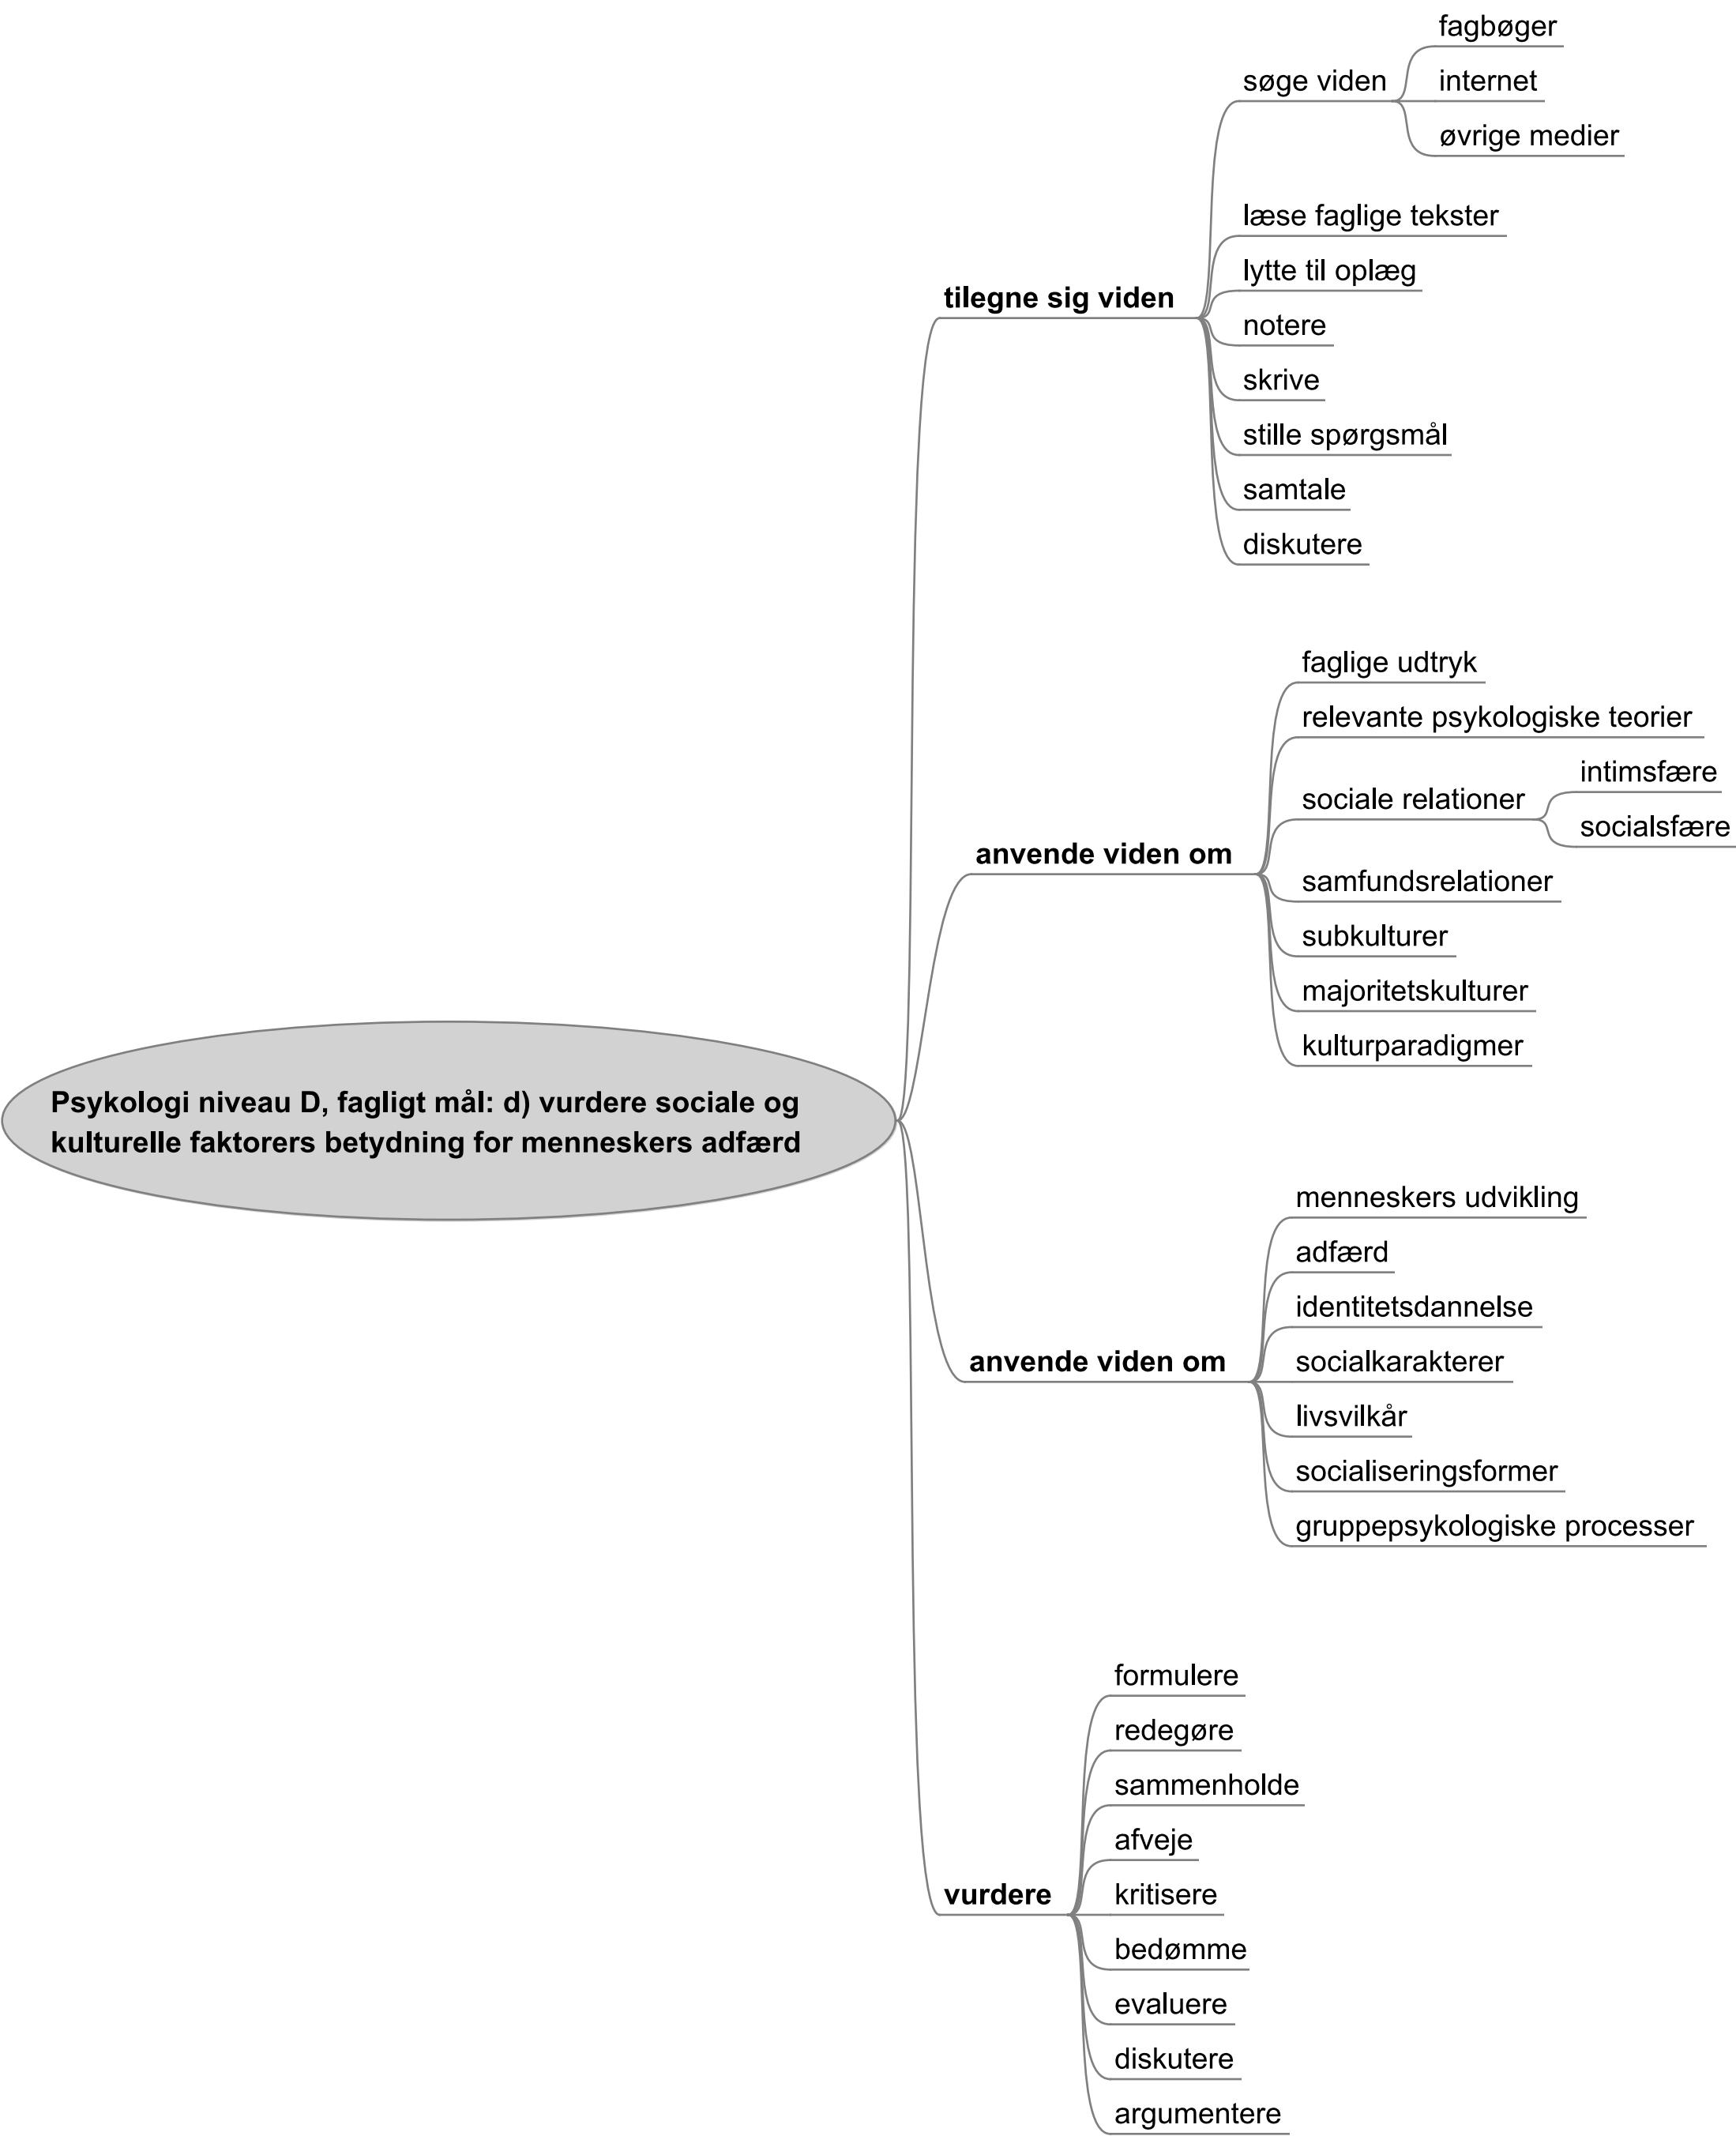 Psykologi niveau D, fagligt mål: d) vurdere sociale og
kulturelle faktorers betydning for menneskers adfærd
tilegne sig viden
søge viden
fagbøger
internet
øvrige medier
læse faglige tekster
lytte til oplæg
notere
skrive
stille spørgsmål
samtale
diskutere
anvende viden om
faglige udtryk
relevante psykologiske teorier
sociale relationer
intimsfære
socialsfære
samfundsrelationer
subkulturer
majoritetskulturer
kulturparadigmer
anvende viden om
menneskers udvikling
adfærd
identitetsdannelse
socialkarakterer
livsvilkår
socialiseringsformer
gruppepsykologiske processer
vurdere
formulere
redegøre
sammenholde
afveje
kritisere
bedømme
evaluere
diskutere
argumentere